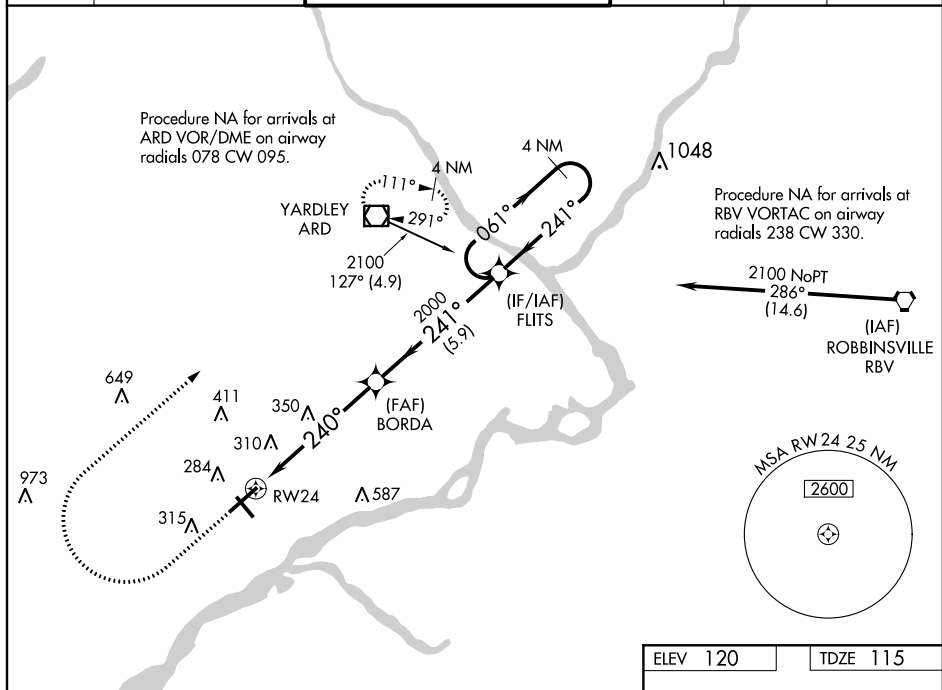 Procedure NA for arrivals at
ARD VOR/DME on airway
radials 078 CW 095.
4 NM
4 NM
1048
111°
291°
YARDLEY
ARD
2100
127° (4.9)
061°
241°
Procedure NA for arrivals at
RBV VORTAC on airway
radials 238 CW 330.
2100 NoPT
286°
(14.6)
(IAF)
ROBBINSVILLE
RBV
(IF/IAF)
FLITS
2000
241°
(5.9)
(FAF)
BORDA
240°
649
411
350
310
284
973
315
RW24
587
MSA RW24 25 NM
2600
ELEV 120
TDZE 115